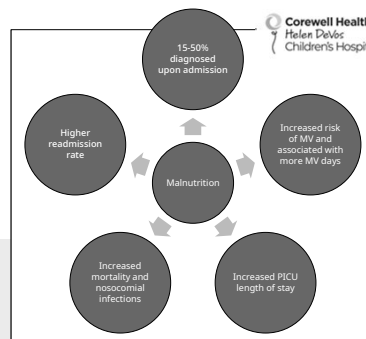 Corewell Health
Helen DeVos
Children's Hospit
15-50%
diagnosed
upon admission
Increased risk
of MV and
associated with
more MV days
Increased PICU
length of stay
Increased
mortality and
nosocomial
infections
Higher
readmission
rate
Malnutrition